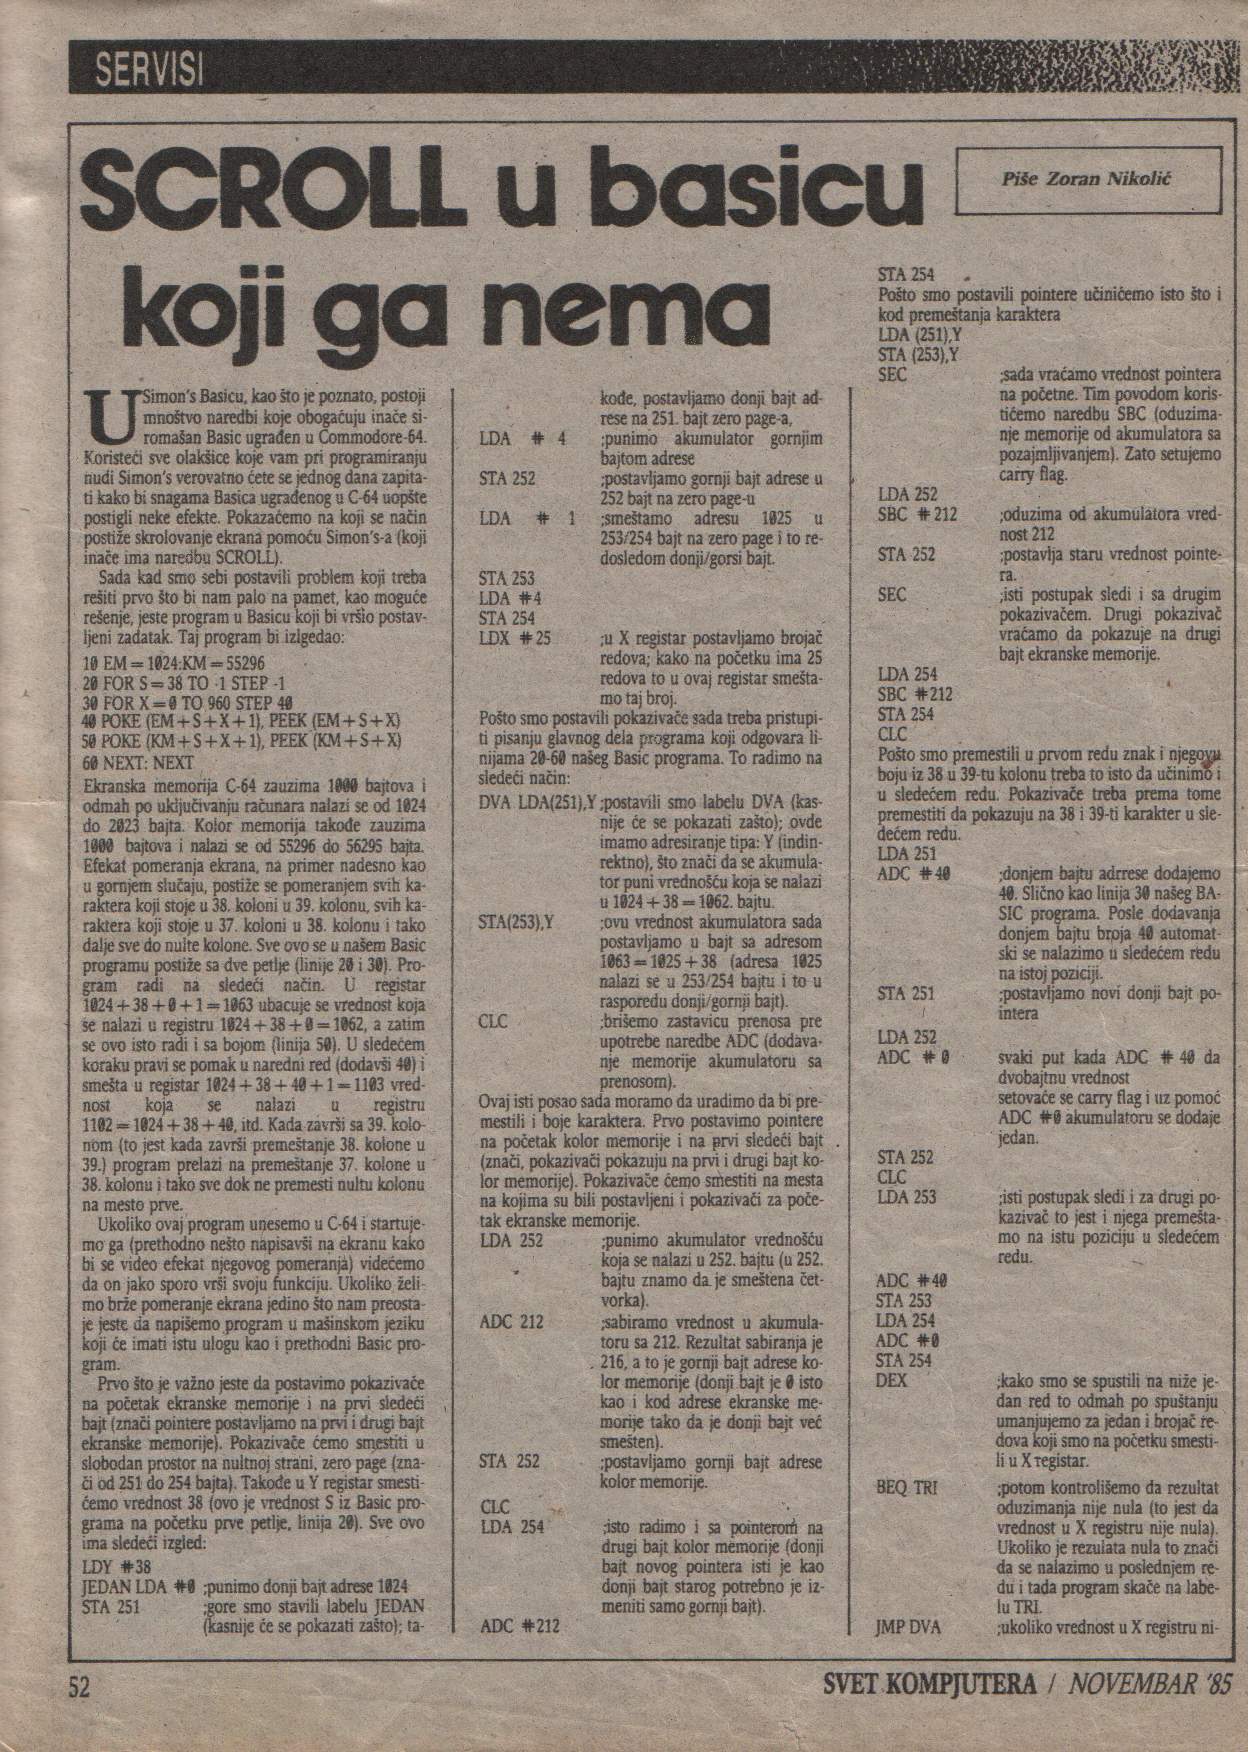 SERVISI
SCROLL u basicu
koji ga nema
Piše Zoran Nikolić
U Simon's Basicu, kao što je poznato, postoji
mnoštvo naredbi koje obogaćuju inače si-
romašan Basic ugrađen u Commodore-64.
Koristeći sve olakšice koje vam pri programiranju
nudi Simon's verovatno ćete se jednog dana zapita-
ti kako bi snagama Basica ugrađenog u C-64 uopšte
postigli neke efekte. Pokazaćemo na koji se način
postiže skrolovanje ekrana pomoću Simon's-a (koji
inače ima naredbu SCROLL).
Sada kad smo sebi postavili problem koji treba
rešiti prvo što bi nam palo na pamet, kao moguće
rešenje, jeste program u Basicu koji bi vršio postav-
ljeni zadatak. Taj program bi izlgedao:
10 EM=1024:KM=55296
20 FOR S=38 TO -1 STEP -1
30 FOR X=0 TO 960 STEP 40
40 POKE (EM+S+X+1), PEEK (EM+S+X)
50 POKE (KM+S+X+1), PEEK (KM+S+X)
60 NEXT: NEXT
Ekranska memorija C-64 zauzima 1000 bajtova i
odmah po uključivanju računara nalazi se od 1024
do 2023 bajta. Kolor memorija takođe zauzima
1000 bajtova i nalazi se od 55296 do 56295 bajta.
Efekat pomeranja ekrana, na primer nadesno kao
u gornjem slučaju, postiže se pomeranjem svih ka-
raktera koji stoje u 38. koloni u 39. kolonu, svih ka-
raktera koji stoje u 37. koloni u 38. kolonu i tako
dalje sve do nulte kolone. Sve ovo se u našem Basic
programu postiže sa dve petlje (linije 20 i 30). Pro-
gram radi na sledeći način. U registar
1024+38+0+1=1063 ubacuje se vrednost koja
se nalazi u registru 1024+38+0=1062, a zatim
se ovo isto radi i sa bojom (linija 50). U sledećem
koraku pravi se pomak u naredni red (dodavši 40) i
smešta u registar 1024+38+40+1=1103 vred-
nost koja se nalazi u registru
1102=1024+38+40, itd. Kada završi sa 39. kolo-
nom (to jest kada završi premeštanje 38. kolone u
39.) program prelazi na premeštanje 37. kolone u
38. kolonu i tako sve dok ne premesti nultu kolonu
na mesto prve.
Ukoliko ovaj program unesemo u C-64 i startuje-
mo ga (prethodno nešto napisavši na ekranu kako
bi se video efekat njegovog pomeranja) videćemo
da on jako sporo vrši svoju funkciju. Ukoliko želi-
mo brže pomeranje ekrana jedino što nam preosta-
je jeste da napišemo program u mašinskom jeziku
koji će imati istu ulogu kao i prethodni Basic pro-
gram.
Prvo što je važno jeste da postavimo pokazivače
na početak ekranske memorije i na prvi sledeći
bajt (znači pointere postavljamo na prvi i drugi bajt
ekranske memorije). Pokazivače ćemo smestiti u
slobodan prostor na nultnoj strani, zero page (zna-
či od 251 do 254 bajta). Takođe u Y registar smesti-
ćemo vrednost 38 (ovo je vrednost S iz Basic pro-
grama na početku prve petlje, linija 20). Sve ovo
ima sledeći izgled:
LDY #38
JEDAN LDA #0 ;punimo donji bajt adrese 1024
STA 251 ;gore smo stavili labelu JEDAN
(kasnije će se pokazati zašto); ta-
kođe, postavljamo donji bajt ad-
rese na 251. bajt zero page-a,
LDA # 4 ;punimo akumulator gornjim
bajtom adrese
STA 252 ;postavljamo gornji bajt adrese u
252 bajt na zero page-u
LDA # 1 ;smeštamo adresu 1025 u
253/254 bajt na zero page i to re-
dosledom donji/gorsi bajt.
STA 253
LDA #4
STA 254
LDX #25 ;u X registar postavljamo brojač
redova; kako na početku ima 25
redova to u ovaj registar smešta-
mo taj broj.
Pošto smo postavili pokazivače sada treba pristupi-
ti pisanju glavnog dela programa koji odgovara li-
nijama 20-60 našeg Basic programa. To radimo na
sledeći način:
DVA LDA(251),Y ;postavili smo labelu DVA (kas-
nije će se pokazati zašto); ovde
imamo adresiranje tipa: Y (indin-
rektno), što znači da se akumula-
tor puni vrednošću koja se nalazi
u 1024+38=1062. bajtu.
STA(253),Y ;ovu vrednost akumulatora sada
postavljamo u bajt sa adresom
1063=1025+38 (adresa 1025
nalazi se u 253/254 bajtu i to u
rasporedu donji/gornji bajt).
CLC ;brišemo zastavicu prenosa pre
upotrebe naredbe ADC (dodava-
nje memorije akumulatoru sa
prenosom).
Ovaj isti posao sada moramo da uradimo da bi pre-
mestili i boje karaktera. Prvo postavimo pointere
na početak kolor memorije i na prvi sledeći bajt
(znači, pokazivači pokazuju na prvi i drugi bajt ko-
lor memorije). Pokazivače ćemo smestiti na mesta
na kojima su bili postavljeni i pokazivači za poče-
tak ekranske memorije.
LDA 252 ;punimo akumulator vrednošću
koja se nalazi u 252. bajtu (u 252.
bajtu znamo da je smeštena čet-
vorka).
ADC 212 ;sabiramo vrednost u akumula-
toru sa 212. Rezultat sabiranja je
216, a to je gornji bajt adrese ko-
lor memorije (donji bajt je 0 isto
kao i kod adrese ekranske me-
morije tako da je donji bajt već
smešten).
STA 252 ;postavljamo gornji bajt adrese
kolor memorije.
CLC
LDA 254 ;isto radimo i sa pointerom na
drugi bajt kolor memorije (donji
bajt novog pointera isti je kao
donji bajt starog potrebno je iz-
meniti samo gornji bajt).
ADC #212
STA 254
Pošto smo postavili pointere učinićemo isto što i
kod premeštanja karaktera
LDA (251),Y
STA (253),Y
SEC ;sada vraćamo vrednost pointera
na početne. Tim povodom koris-
tićemo naredbu SBC (oduzima-
nje memorije od akumulatora sa
pozajmljivanjem). Zato setujemo
carry flag.
LDA 252
SBC #212 ;oduzima od akumulatora vred-
nost 212
STA 252 ;postavlja staru vrednost pointe-
ra.
SEC ;isti postupak sledi i sa drugim
pokazivačem. Drugi pokazivač
vraćamo da pokazuje na drugi
bajt ekranske memorije.
LDA 254
SBC #212
STA 254
CLC
Pošto smo premestili u prvom redu znak i njegovu
boju iz 38 u 39-tu kolonu treba to isto da učinimo i
u sledećem redu. Pokazivače treba prema tome
premestiti da pokazuju na 38 i 39-ti karakter u sle-
dećem redu.
LDA 251
ADC #40 ;donjem bajtu adrrese dodajemo
40. Slično kao linija 30 našeg BA-
SIC programa. Posle dodavanja
donjem bajtu broja 40 automat-
ski se nalazimo u sledećem redu
na istoj poziciji.
STA 251 ;postavljamo novi donji bajt po-
intera
LDA 252
ADC # 0 svaki put kada ADC # 40 da
dvobajtnu vrednost
setovaće se carry flag i uz pomoć
ADC #0 akumulatoru se dodaje
jedan.
STA 252
CLC
LDA 253 ;isti postupak sledi i za drugi po-
kazivač to jest i njega premešta-
mo na istu poziciju u sledećem
redu.
ADC #40
STA 253
LDA 254
ADC #0
STA 254
DEX ;kako smo se spustili na niže je-
dan red to odmah po spuštanju
umanjujemo za jedan i brojač re-
dova koji smo na početku smesti-
li u X registar.
BEQ TRI ;potom kontrolišemo da rezultat
oduzimanja nije nula (to jest da
vrednost u X registru nije nula).
Ukoliko je rezulata nula to znači
da se nalazimo u poslednjem re-
du i tada program skače na labe-
lu TRI.
JMP DVA ;ukoliko vrednost u X registru ni-
52
SVET KOMPJUTERA / NOVEMBAR '85